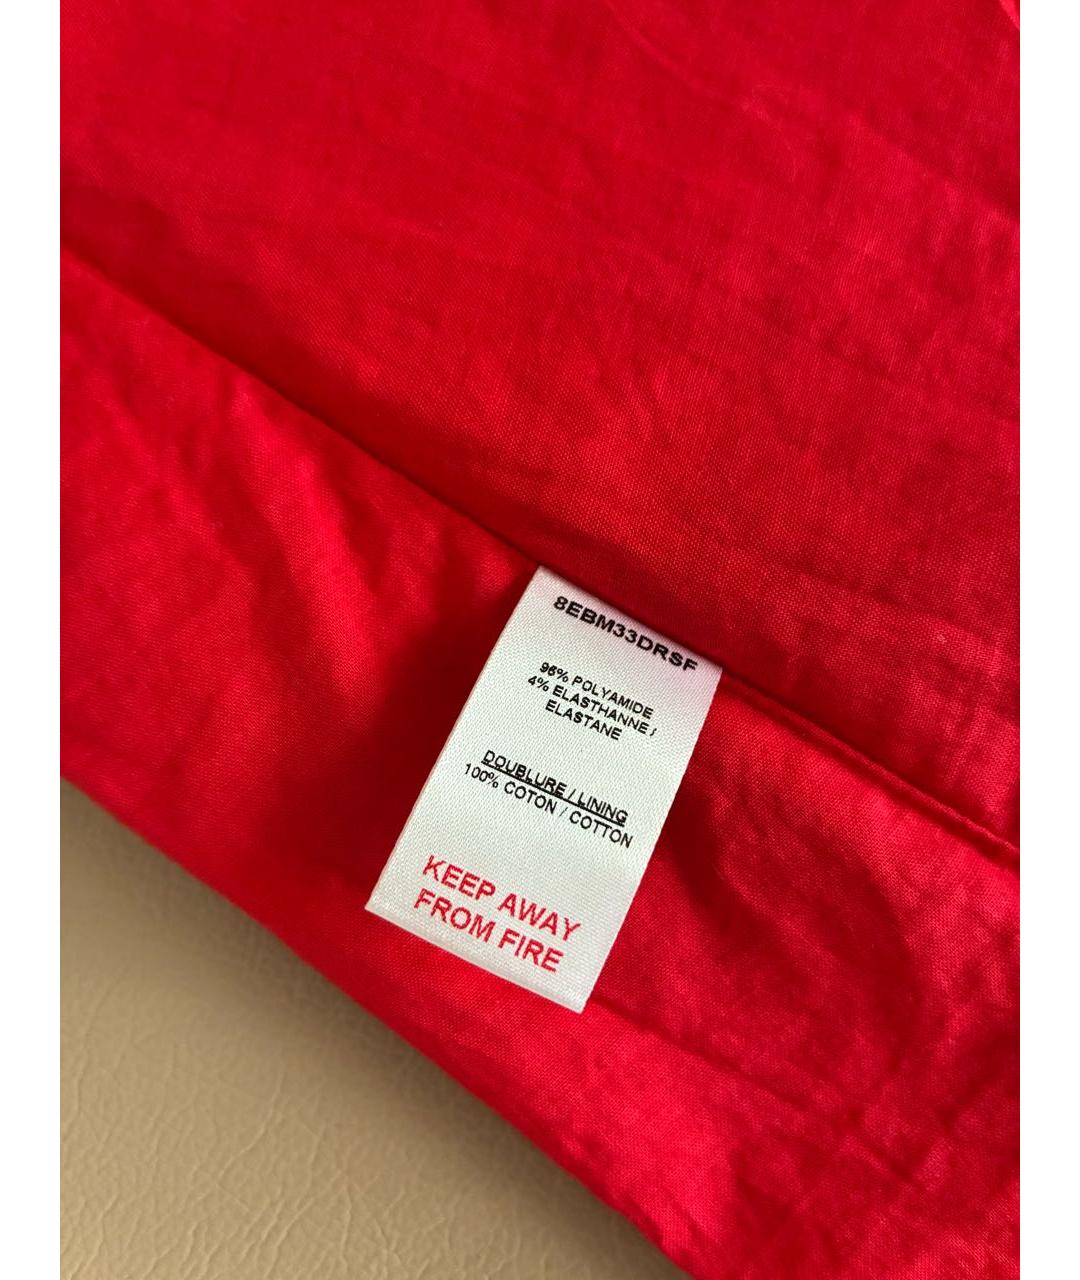 8EBM33DRSF
96% POLYAMIDE
4% ELASTHANNE /
ELASTANE
DOUBLURE / LINING
100% COTON / COTTON
KEEP AWAY
FROM FIRE